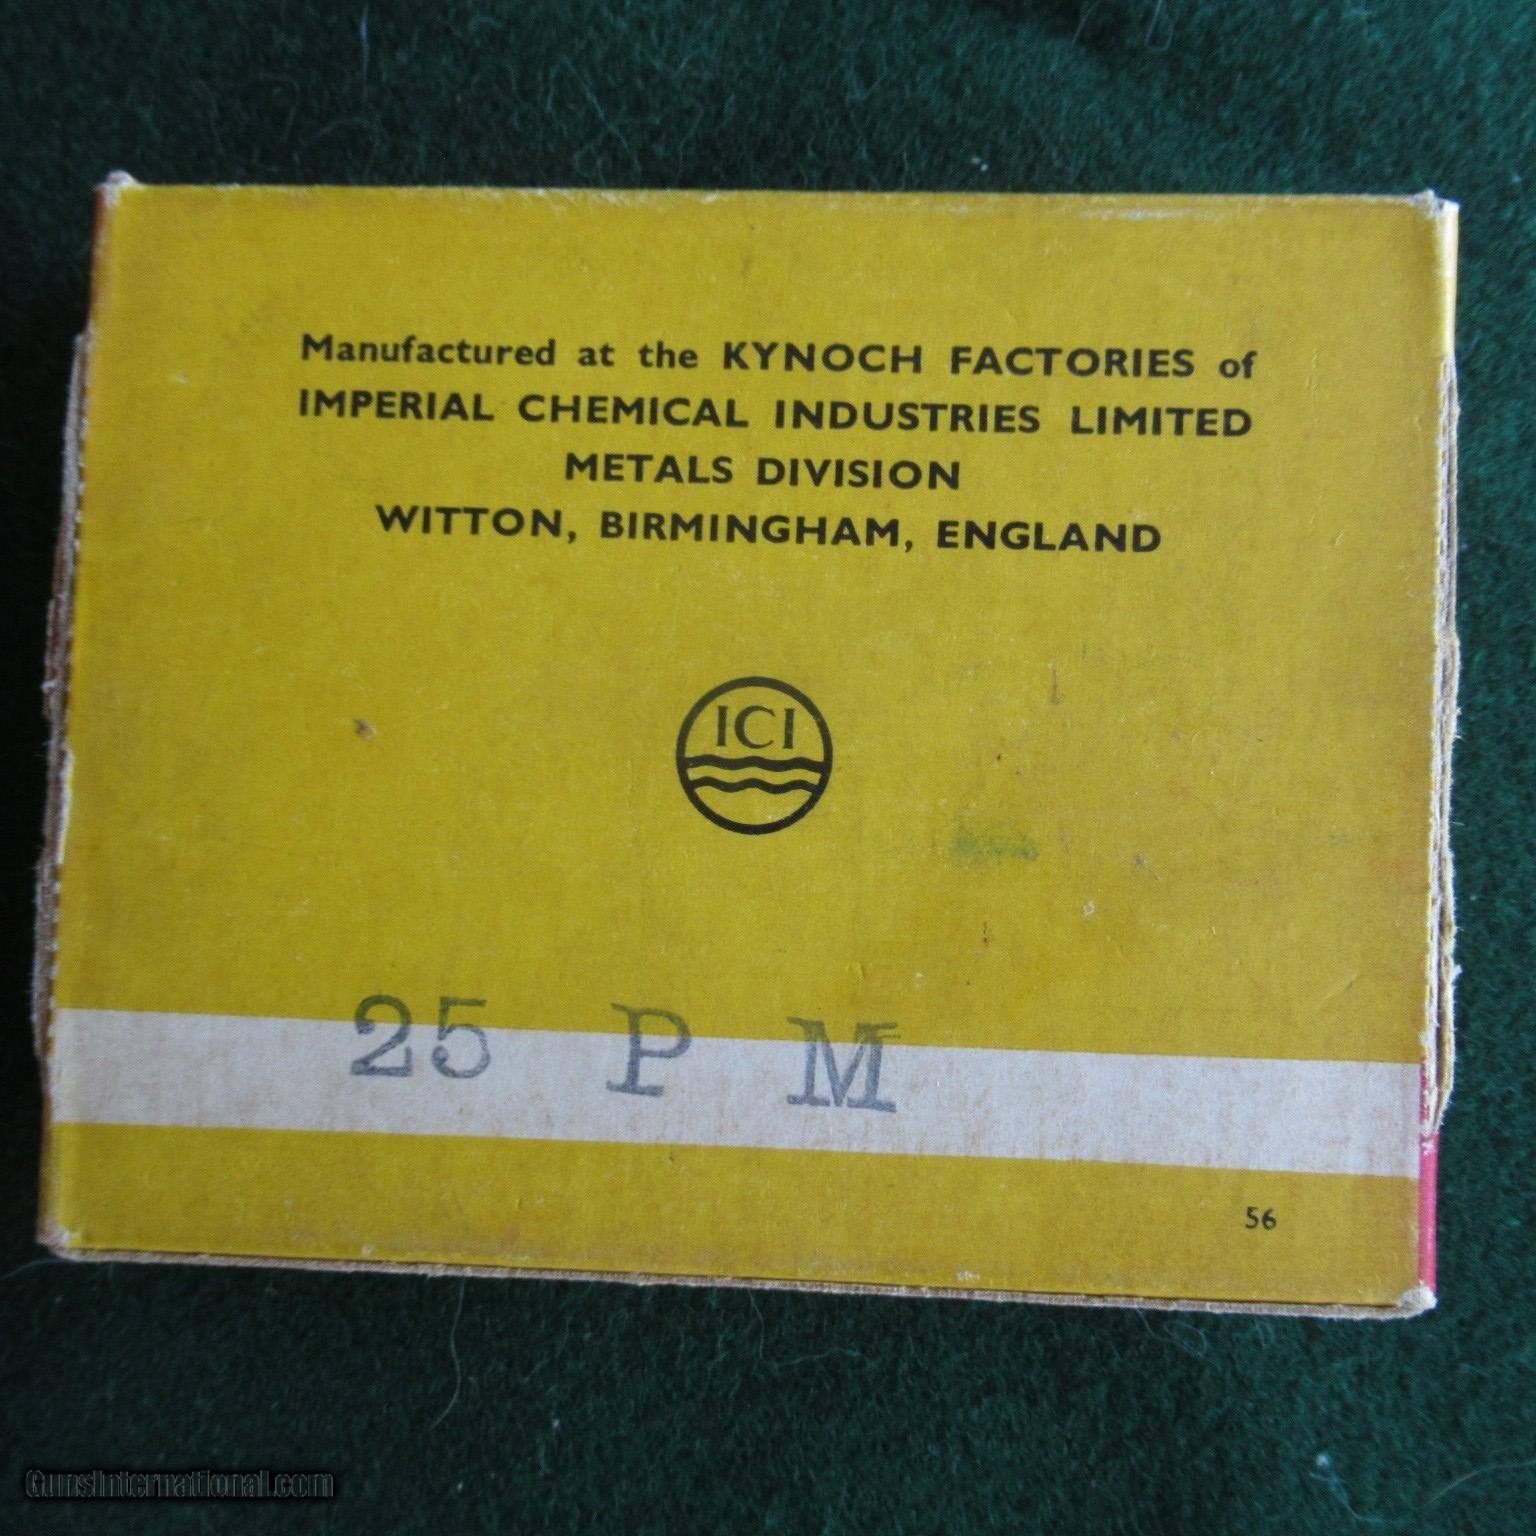 Manufactured at the KYNOCH FACTORIES of
IMPERIAL CHEMICAL INDUSTRIES LIMITED
METALS DIVISION
WITTON, BIRMINGHAM, ENGLAND
ICI
25 P M
56
GunsInternational.com